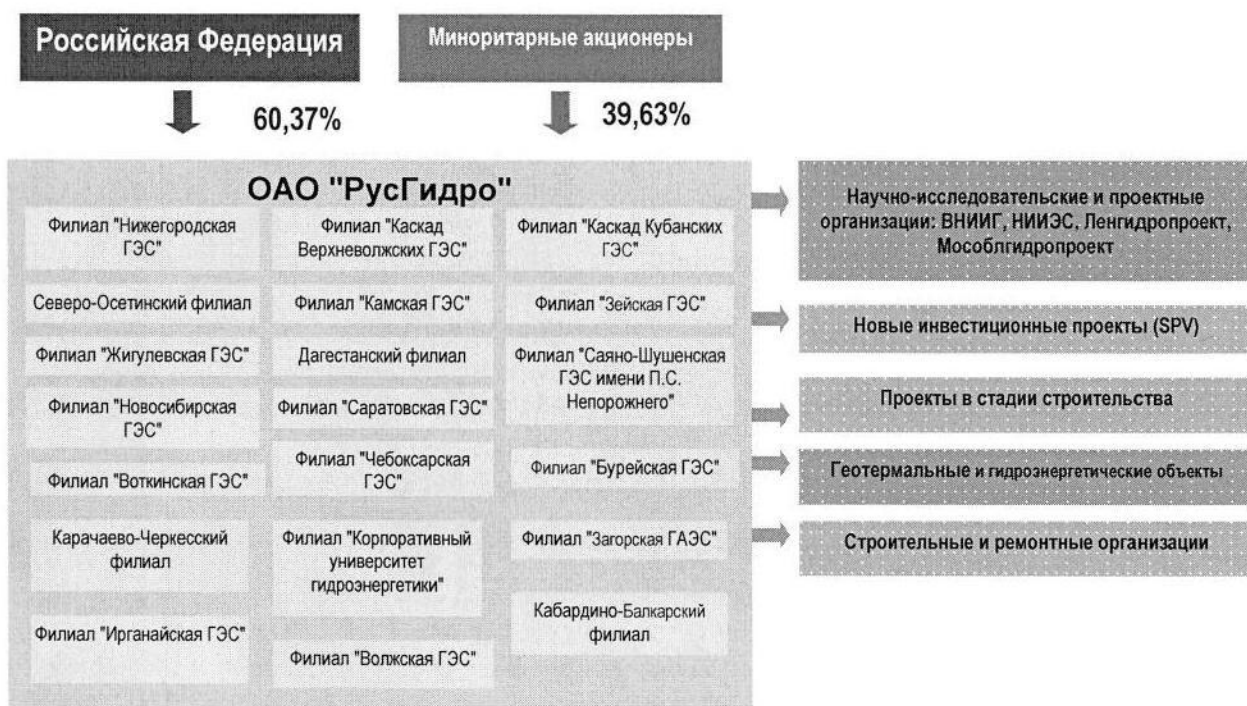 Российская Федерация
Миноритарные акционеры
60,37%
39,63%
ОАО "РусГидро"
Филиал "Нижегородская
ГЭС"
Филиал "Каскад
Верхневолжских ГЭС"
Филиал "Каскад Кубанских
ГЭС"
Северо-Осетинский филиал
Филиал "Камская ГЭС"
Филиал "Зейская ГЭС"
Филиал "Жигулевская ГЭС"
Дагестанский филиал
Филиал "Саяно-Шушенская
ГЭС имени П.С.
Непорожнего"
Филиал "Новосибирская
ГЭС"
Филиал "Саратовская ГЭС"
Филиал "Воткинская ГЭС"
Филиал "Чебоксарская
ГЭС"
Филиал "Бурейская ГЭС"
Карачаево-Черкесский
филиал
Филиал "Корпоративный
университет
гидроэнергетики"
Филиал "Загорская ГАЭС"
Филиал "Ирганайская ГЭС"
Филиал "Волжская ГЭС"
Кабардино-Балкарский
филиал
Научно-исследовательские и проектные
организации: ВНИИГ, НИИЭС, Ленгидропроект,
Мособлгидропроект
Новые инвестиционные проекты (SPV)
Проекты в стадии строительства
Геотермальные и гидроэнергетические объекты
Строительные и ремонтные организации